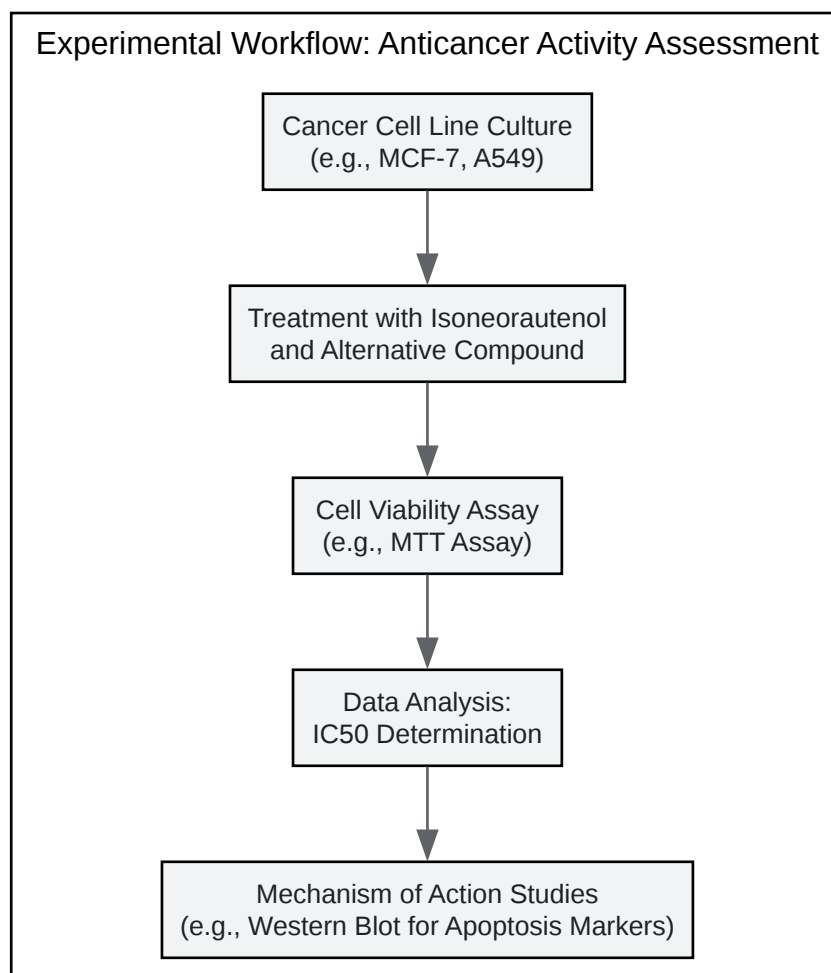 Experimental Workflow: Anticancer Activity Assessment
Cancer Cell Line Culture
(e.g., MCF-7, A549)
Treatment with Isoneorautenol
and Alternative Compound
Cell Viability Assay
(e.g., MTT Assay)
Data Analysis:
IC50 Determination
Mechanism of Action Studies
(e.g., Western Blot for Apoptosis Markers)